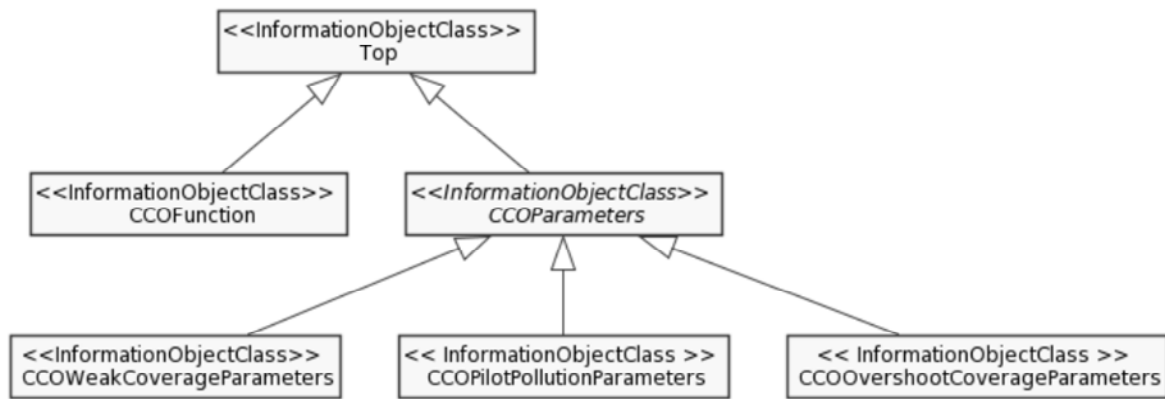 <<InformationObjectClass>>
Top
<<InformationObjectClass>>
CCOFunction
<<InformationObjectClass>>
CCOParameters
<<InformationObjectClass>>
CCOWeakCoverageParameters
<< InformationObjectClass >>
CCOPilotPollutionParameters
<< InformationObjectClass >>
CCOOvershootCoverageParameters